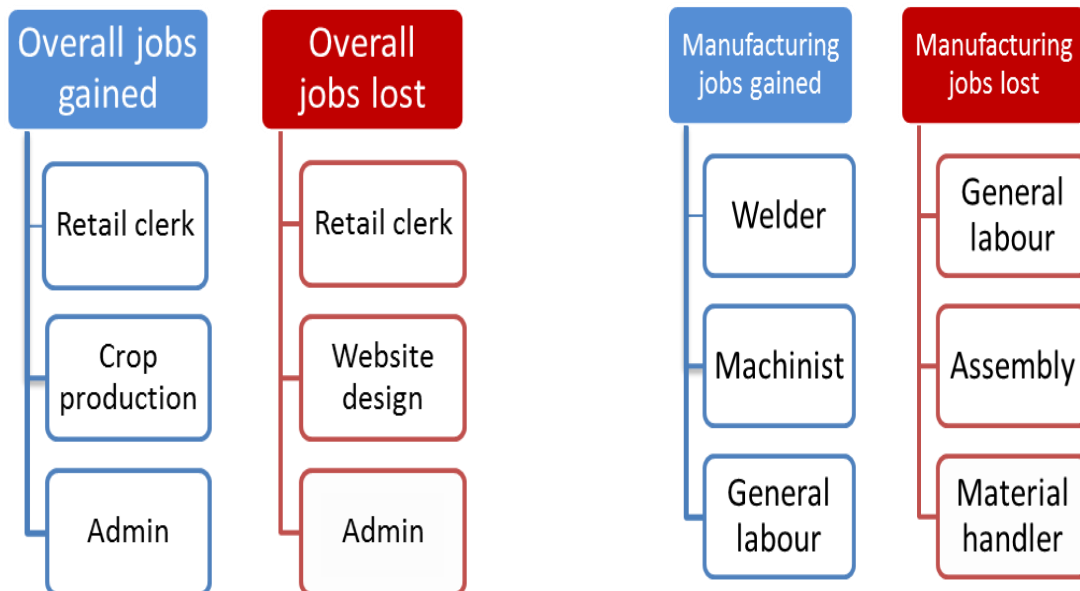 Overall jobs
gained
Retail clerk
Crop
production
Admin
Overall
jobs lost
Retail clerk
Website
design
Admin
Manufacturing
jobs gained
Welder
Machinist
General
labour
Manufacturing
jobs lost
General
labour
Assembly
Material
handler